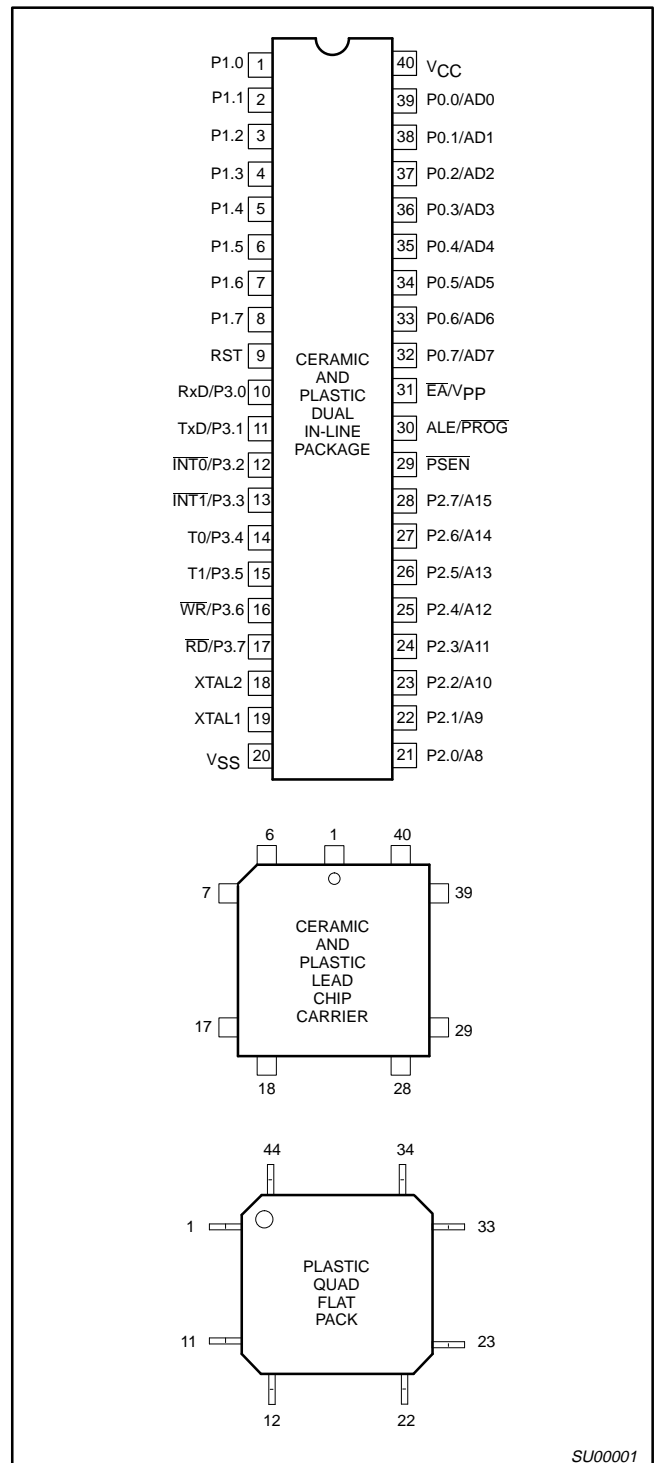 P1.0 1 40 VCC
P1.1 2 39 P0.0/AD0
P1.2 3 38 P0.1/AD1
P1.3 4 37 P0.2/AD2
P1.4 5 36 P0.3/AD3
P1.5 6 35 P0.4/AD4
P1.6 7 34 P0.5/AD5
P1.7 8 33 P0.6/AD6
RST 9 32 P0.7/AD7
RxD/P3.0 10 31 E̅A̅/VPP
TxD/P3.1 11 30 ALE/P̅R̅O̅G̅
I̅N̅T̅0̅/P3.2 12 29 P̅S̅E̅N̅
I̅N̅T̅1̅/P3.3 13 28 P2.7/A15
T0/P3.4 14 27 P2.6/A14
T1/P3.5 15 26 P2.5/A13
W̅R̅/P3.6 16 25 P2.4/A12
R̅D̅/P3.7 17 24 P2.3/A11
XTAL2 18 23 P2.2/A10
XTAL1 19 22 P2.1/A9
VSS 20 21 P2.0/A8
CERAMIC
AND
PLASTIC
DUAL
IN-LINE
PACKAGE
6 1 40
7 39
CERAMIC
AND
PLASTIC
LEAD
CHIP
CARRIER
17 29
18 28
44 34
1 33
PLASTIC
QUAD
FLAT
PACK
11 23
12 22
SU00001